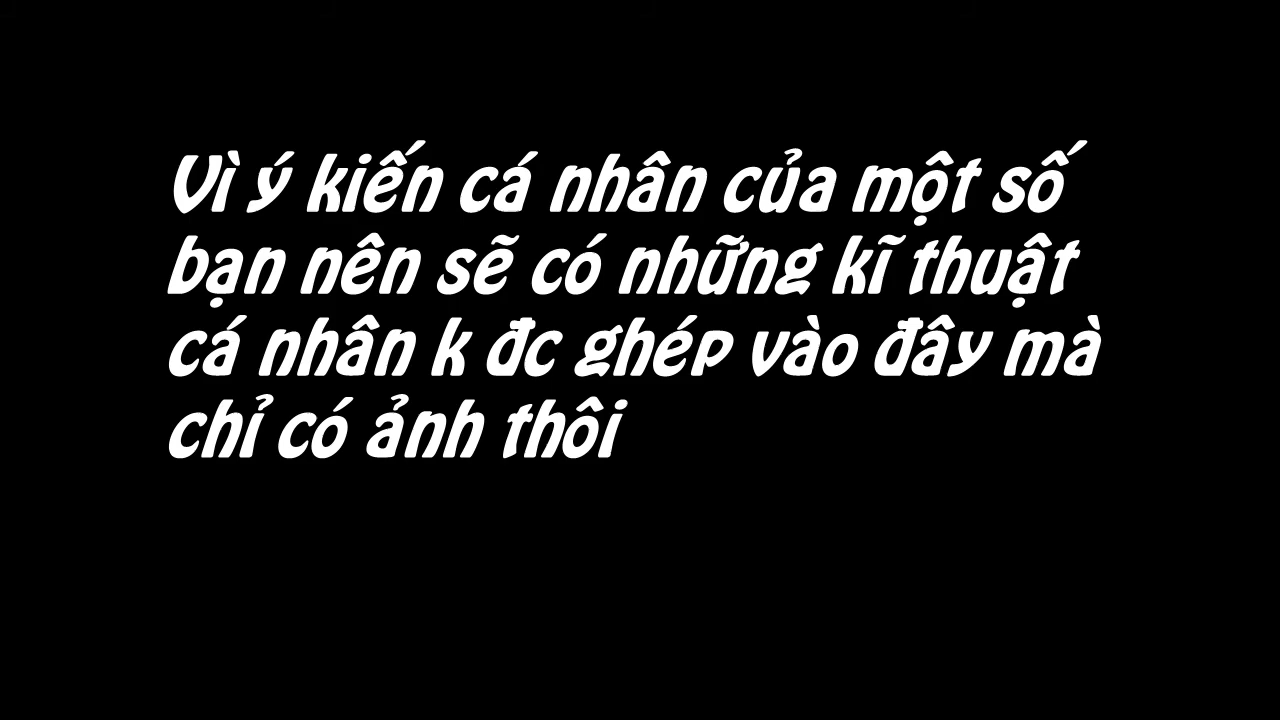 Vì ý kiến cá nhân của một số
bạn nên sẽ có những kĩ thuật
cá nhân k đc ghép vào đây mà
chỉ có ảnh thôi